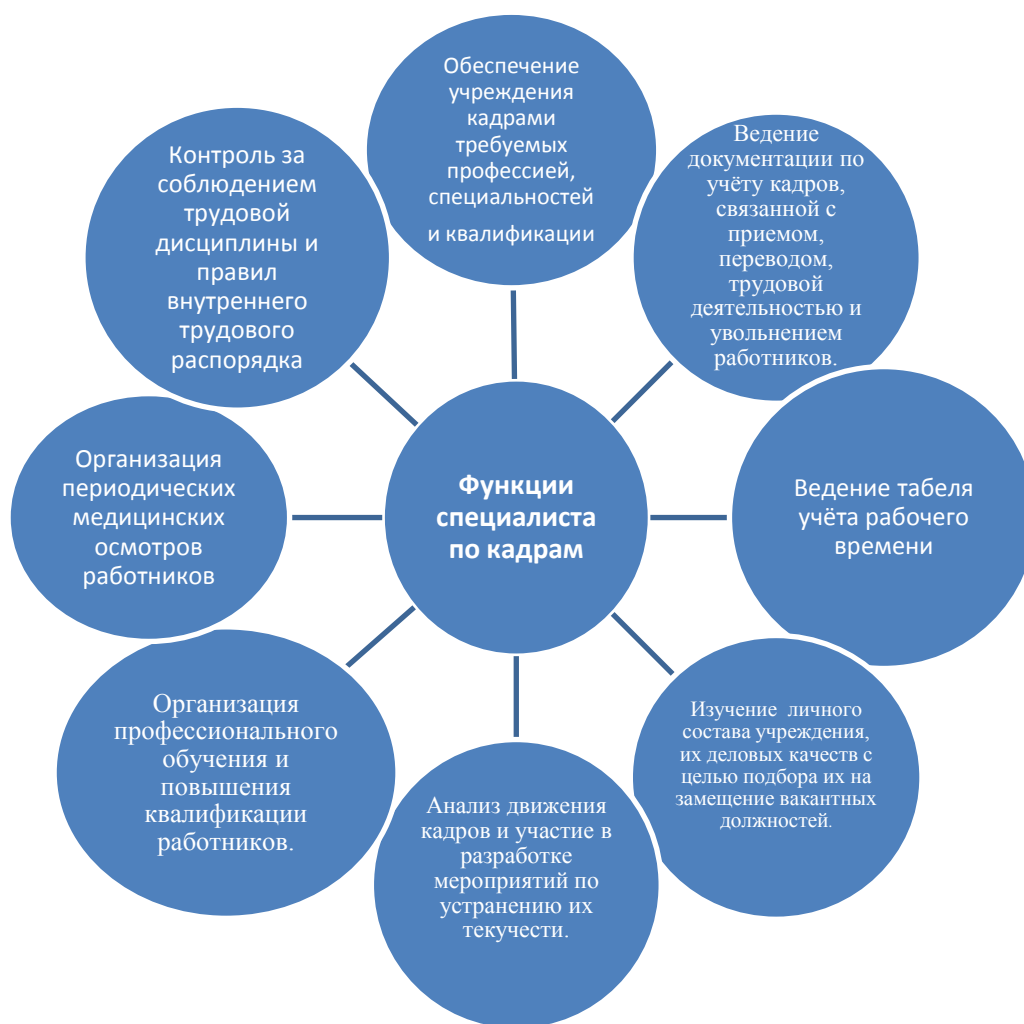 Обеспечение
учреждения
кадрами
требуемых
профессией,
специальностей
и квалификации
Ведение
документации по
учёту кадров,
связанной с
приемом,
переводом,
трудовой
деятельностью и
увольнением
работников.
Ведение табеля
учёта рабочего
времени
Изучение личного
состава учреждения,
их деловых качеств с
целью подбора их на
замещение вакантных
должностей.
Анализ движения
кадров и участие в
разработке
мероприятий по
устранению их
текучести.
Организация
профессионального
обучения и
повышения
квалификации
работников.
Организация
периодических
медицинских
осмотров
работников
Контроль за
соблюдением
трудовой
дисциплины и
правил
внутреннего
трудового
распорядка
Функции
специалиста
по кадрам